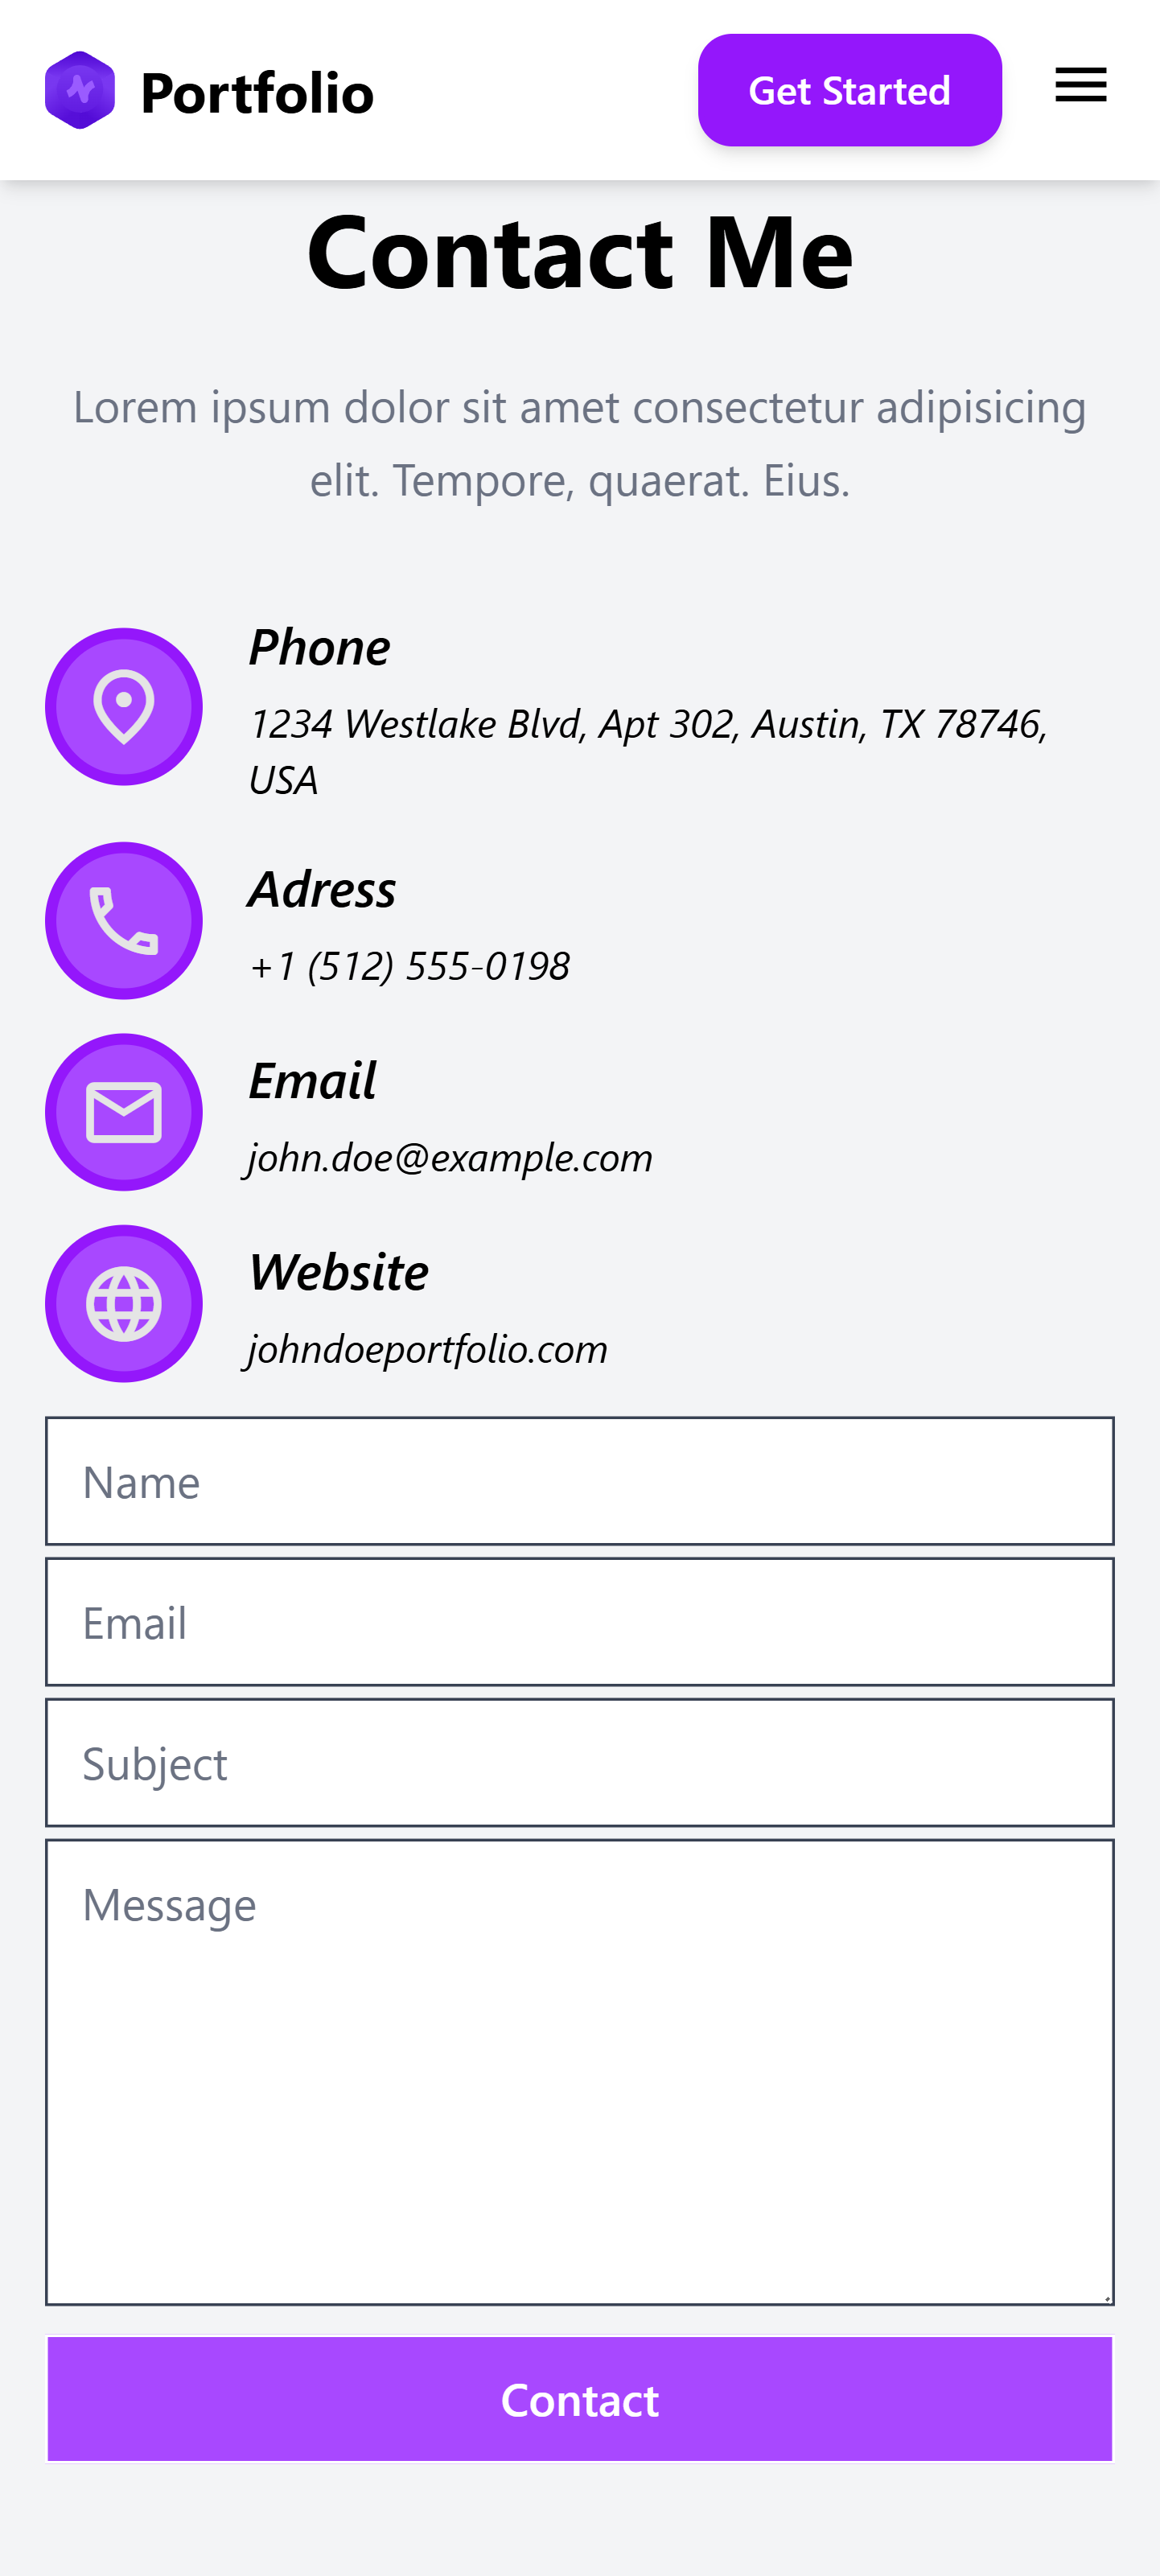 Portfolio
Get Started
Contact Me
Lorem ipsum dolor sit amet consectetur adipisicing
elit. Tempore, quaerat. Eius.
Phone
1234 Westlake Blvd, Apt 302, Austin, TX 78746,
USA
Adress
+1 (512) 555-0198
Email
john.doe@example.com
Website
johndoeportfolio.com
Name
Email
Subject
Message
Contact